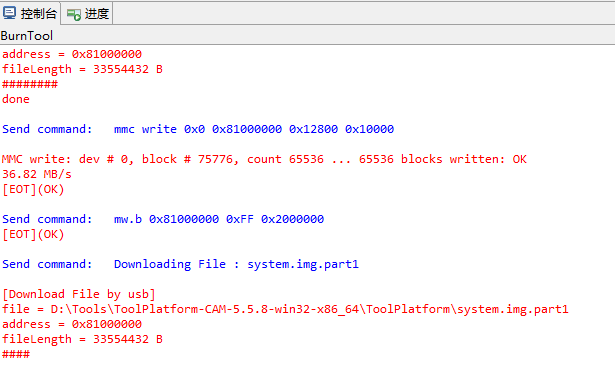 控制台 进度
BurnTool
address = 0x81000000
fileLength = 33554432 B
########
done
Send command:   mmc write 0x0 0x81000000 0x12800 0x10000
MMC write: dev # 0, block # 75776, count 65536 ... 65536 blocks written: OK
36.82 MB/s
[EOT](OK)
Send command:   mw.b 0x81000000 0xFF 0x2000000
[EOT](OK)
Send command:   Downloading File : system.img.part1
[Download File by usb]
file = D:\Tools\ToolPlatform-CAM-5.5.8-win32-x86_64\ToolPlatform\system.img.part1
address = 0x81000000
fileLength = 33554432 B
####